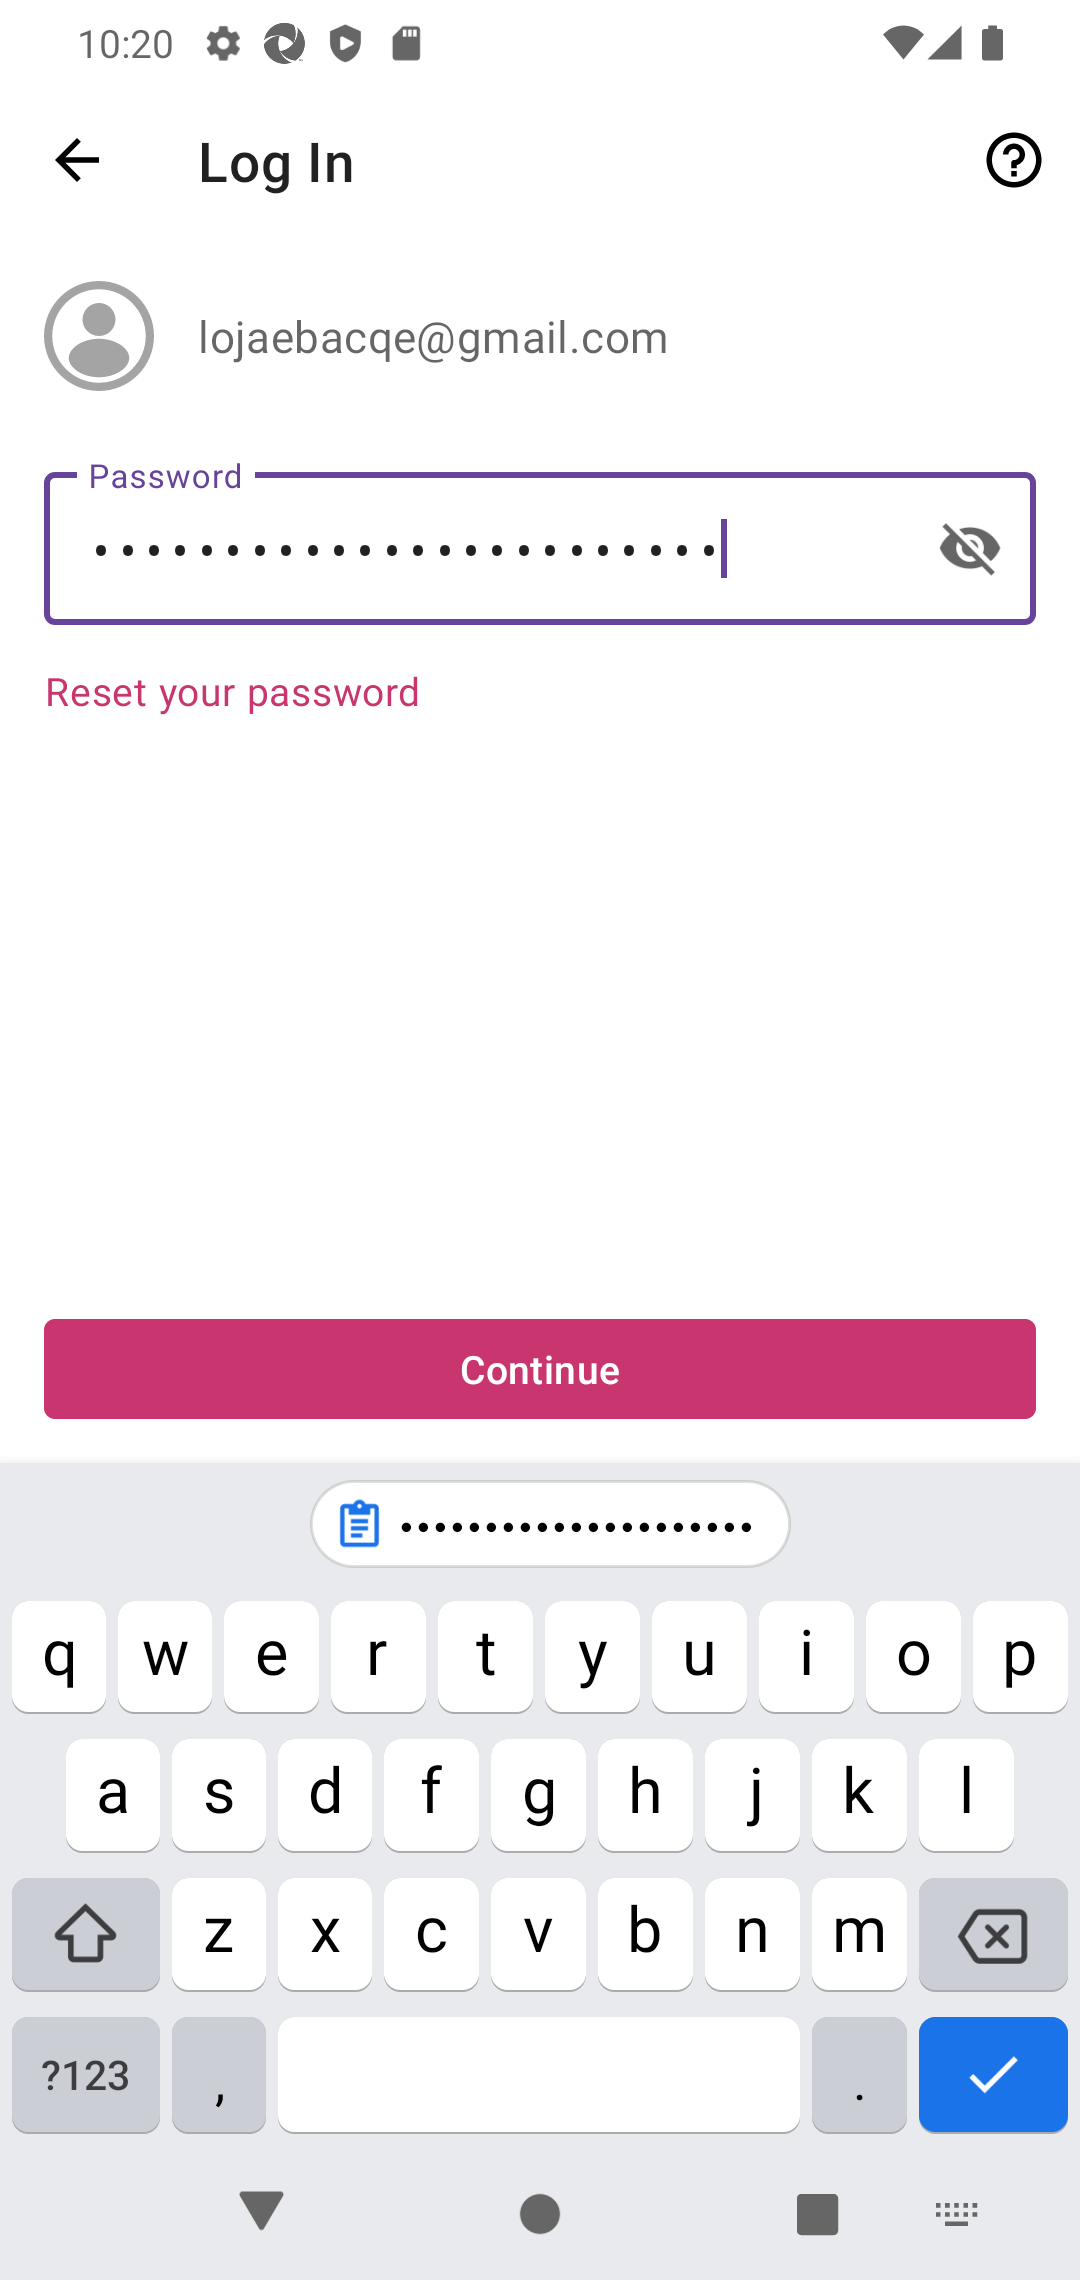 10:20
Log In
lojaebacqe@gmail.com
Password
••••••••••••••••••••••••
Reset your password
Continue
•••••••••••••••••••••
q w e r t y u i o p
a s d f g h j k l
z x c v b n m
?123 , .